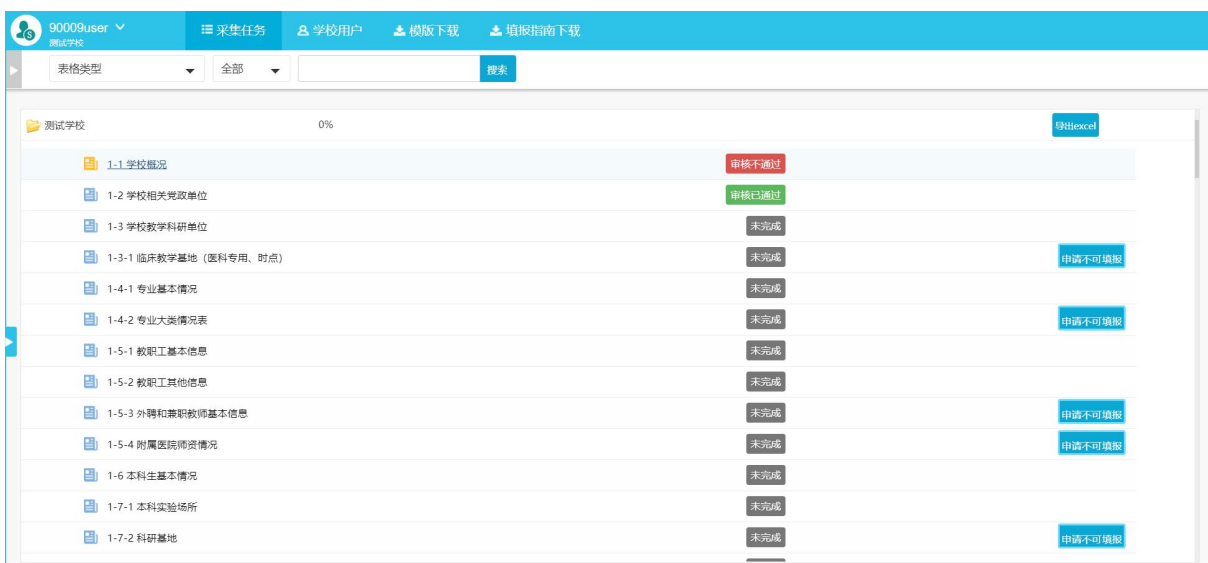 90009user
测试学校
采集任务 学校用户 模版下载 填报指南下载
表格类型 全部 搜索
测试学校 0% 导出excel
1-1 学校概况 审核不通过
1-2 学校相关党政单位 审核已通过
1-3 学校教学科研单位 未完成
1-3-1 临床教学基地（医科专用、时点） 未完成 申请不可填报
1-4-1 专业基本情况 未完成
1-4-2 专业大类情况表 未完成 申请不可填报
1-5-1 教职工基本信息 未完成
1-5-2 教职工其他信息 未完成
1-5-3 外聘和兼职教师基本信息 未完成 申请不可填报
1-5-4 附属医院师资情况 未完成 申请不可填报
1-6 本科生基本情况 未完成
1-7-1 本科实验场所 未完成
1-7-2 科研基地 未完成 申请不可填报